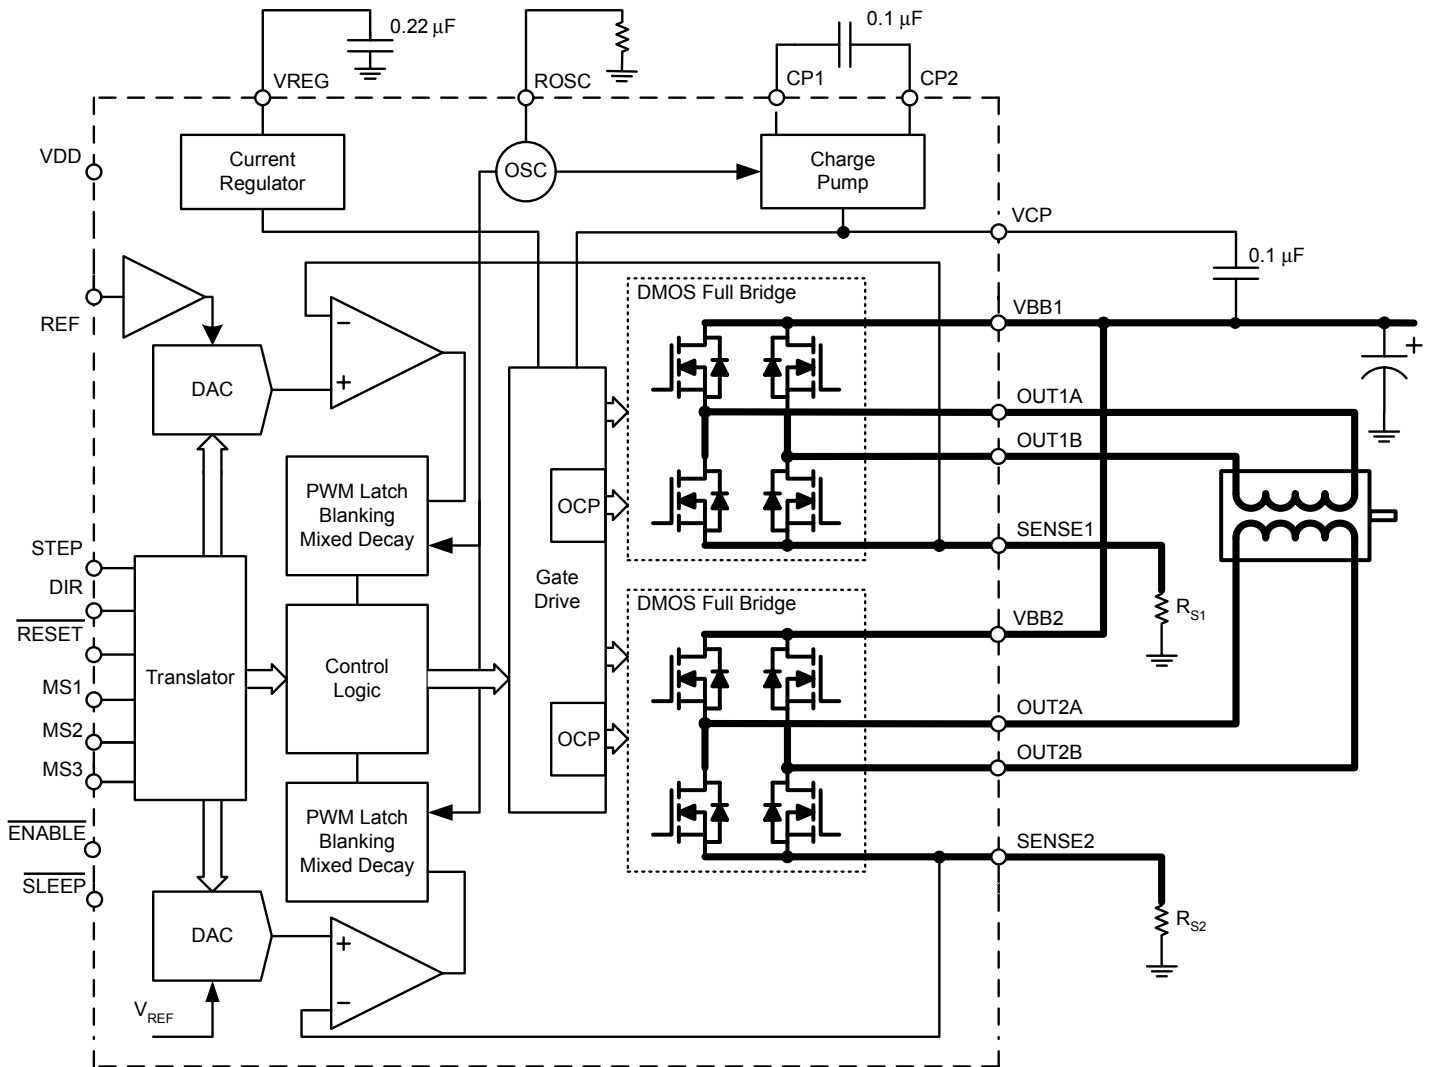 0.22 μF
0.1 μF
VREG
ROSC
CP1
CP2
VDD
Current
Regulator
OSC
Charge
Pump
VCP
0.1 μF
REF
DMOS Full Bridge
VBB1
−
+
+
DAC
OUT1A
OUT1B
PWM Latch
Blanking
Mixed Decay
OCP
SENSE1
STEP
DIR
RESET
MS1
MS2
MS3
Translator
Control
Logic
Gate
Drive
DMOS Full Bridge
RS1
VBB2
OUT2A
OCP
OUT2B
PWM Latch
Blanking
Mixed Decay
ENABLE
SLEEP
SENSE2
DAC
+
−
RS2
VREF